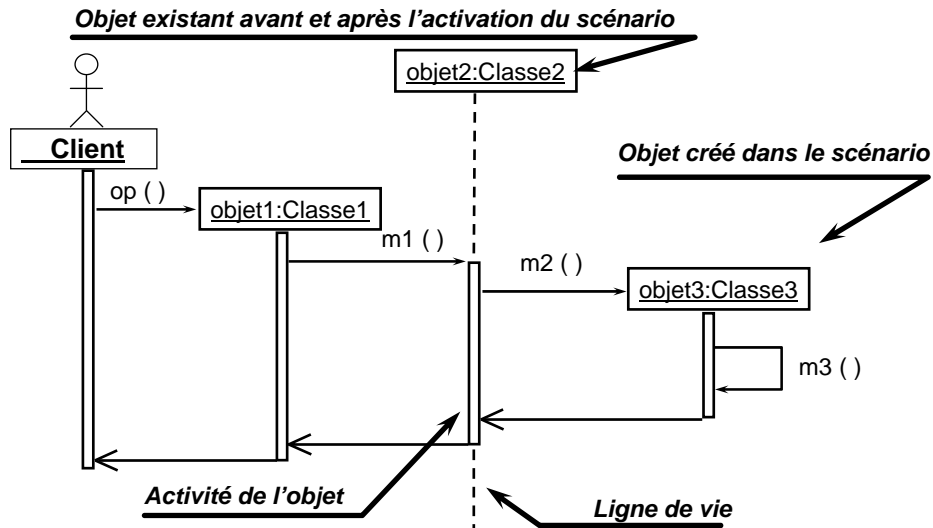 Objet existant avant et après l'activation du scénario
objet2:Classe2
Client
Objet créé dans le scénario
op ( )
objet1:Classe1
m1 ( )
m2 ( )
objet3:Classe3
m3 ( )
Activité de l'objet
Ligne de vie